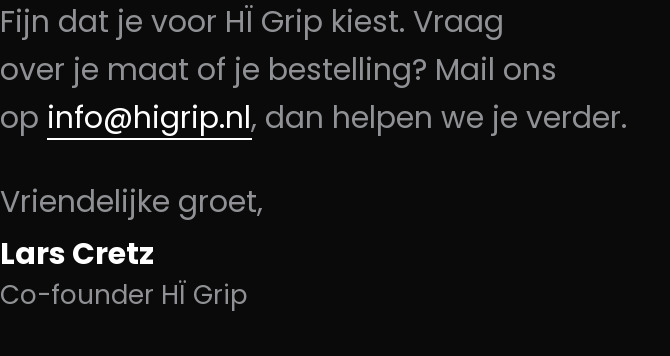 Fijn dat je voor HÏ Grip kiest. Vraag
over je maat of je bestelling? Mail ons
op info@higrip.nl, dan helpen we je verder.
Vriendelijke groet,
Lars Cretz
Co-founder HÏ Grip